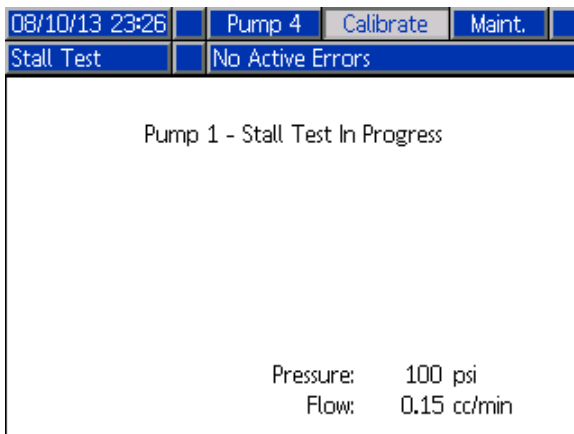 08/10/13 23:26 Pump 4 Calibrate Maint.
Stall Test No Active Errors
Pump 1 - Stall Test In Progress
Pressure: 100 psi
Flow: 0.15 cc/min